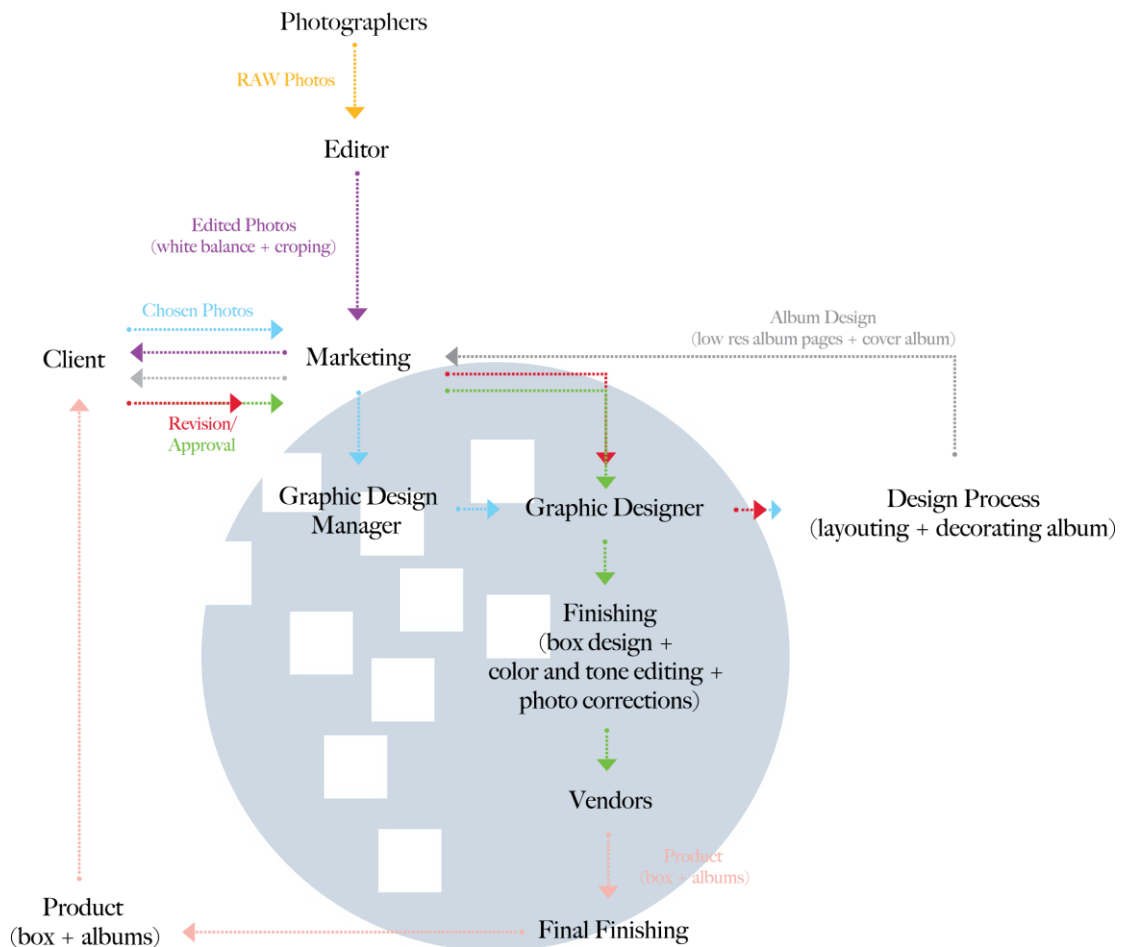 Photographers
RAW Photos
Editor
Edited Photos
(white balance + croping)
Chosen Photos
Album Design
(low res album pages + cover album)
Client
Marketing
Revision/
Approval
Graphic Design
Manager
Graphic Designer
Design Process
(layouting + decorating album)
Finishing
(box design +
color and tone editing +
photo corrections)
Vendors
Product
(box + albums)
Product
(box + albums)
Final Finishing